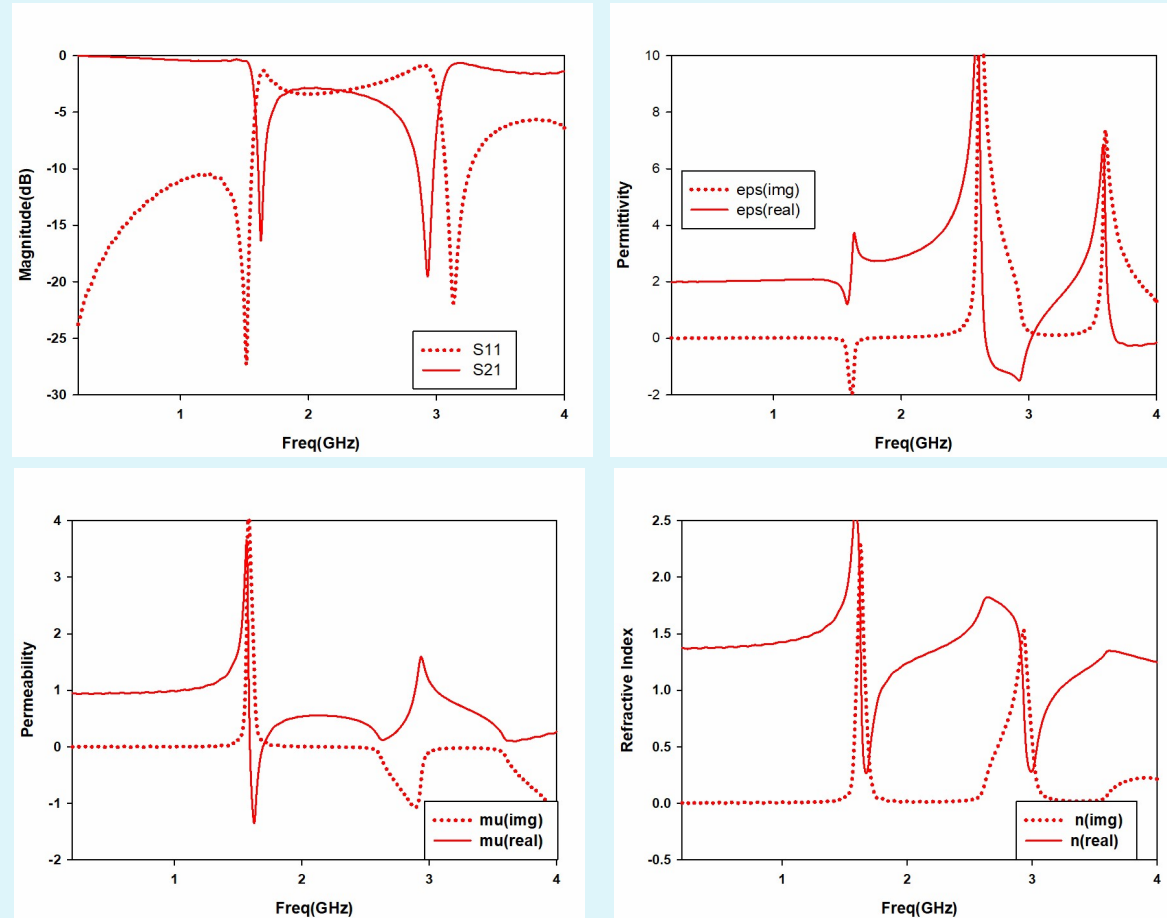 0
-5
-10
-15
-20
-25
-30
Magnitude(dB)
S11
S21
1
2
3
4
Freq(GHz)
10
8
6
4
2
0
-2
Permittivity
eps(img)
eps(real)
1
2
3
4
Freq(GHz)
4
3
2
1
0
-1
-2
Permeability
mu(img)
mu(real)
1
2
3
4
Freq(GHz)
2.5
2.0
1.5
1.0
0.5
0.0
-0.5
Refractive Index
n(img)
n(real)
1
2
3
4
Freq(GHz)